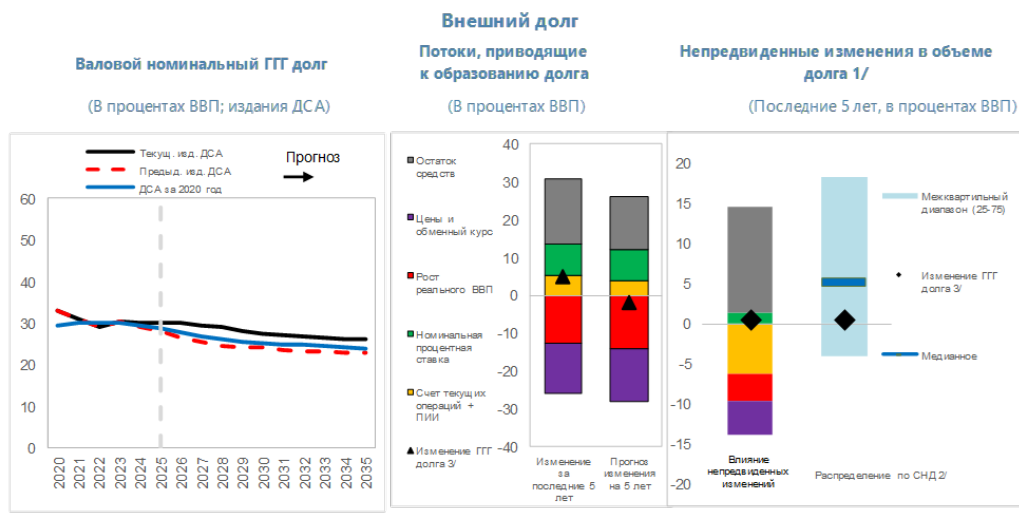 Внешний долг
Валовой номинальный ГГГ долг
(В процентах ВВП; издания ДСА)
Потоки, приводящие
к образованию долга
(В процентах ВВП)
Непредвиденные изменения в объеме
долга 1/
(Последние 5 лет, в процентах ВВП)
Текущ. изд. ДСА
Предыд. изд. ДСА
ДСА за 2020 год
Прогноз
60
50
40
30
20
10
0
2020
2021
2022
2023
2024
2025
2026
2027
2028
2029
2030
2031
2032
2033
2034
2035
Остаток
средств
Цены и
обменный курс
Рост
реального ВВП
Номинальная
процентная
ставка
Счет текущих
операций +
ПИИ
Изменение ГГГ
долга 3/
40
30
20
10
0
-10
-20
-30
-40
Изменение
за
последние 5
лет
Прогноз
изменения
на 5 лет
20
15
10
5
0
-5
-10
-15
-20
Влияние
непредвиденных
изменений
Распределение по СНД 2/
Межквартильный
диапазон (25-75)
Изменение ГГГ
долга 3/
Медианное